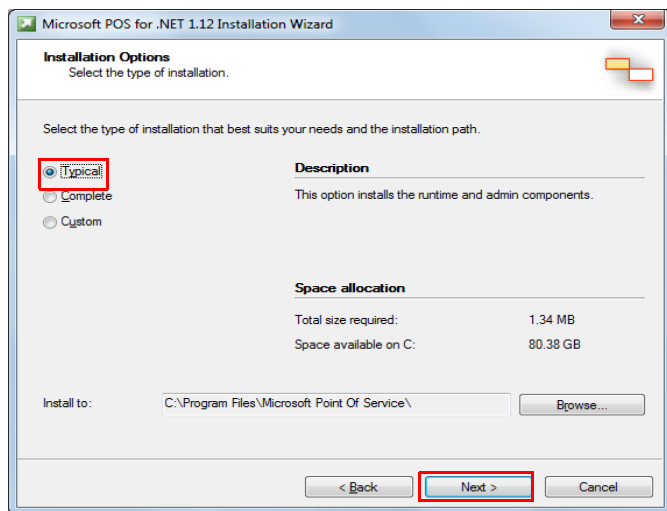 Microsoft POS for .NET 1.12 Installation Wizard
Installation Options
Select the type of installation.
Select the type of installation that best suits your needs and the installation path.
Typical
Complete
Custom
Description
This option installs the runtime and admin components.
Space allocation
Total size required: 1.34 MB
Space available on C: 80.38 GB
Install to: C:\Program Files\Microsoft Point Of Service\ Browse...
< Back Next > Cancel